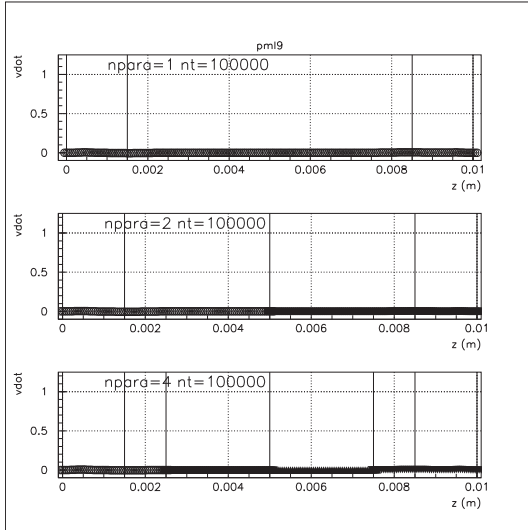 pml9
npara=1 nt=100000
vdot
1
0.5
0
0 0.002 0.004 0.006 0.008 0.01
z (m)
npara=2 nt=100000
vdot
1
0.5
0
0 0.002 0.004 0.006 0.008 0.01
z (m)
npara=4 nt=100000
vdot
1
0.5
0
0 0.002 0.004 0.006 0.008 0.01
z (m)